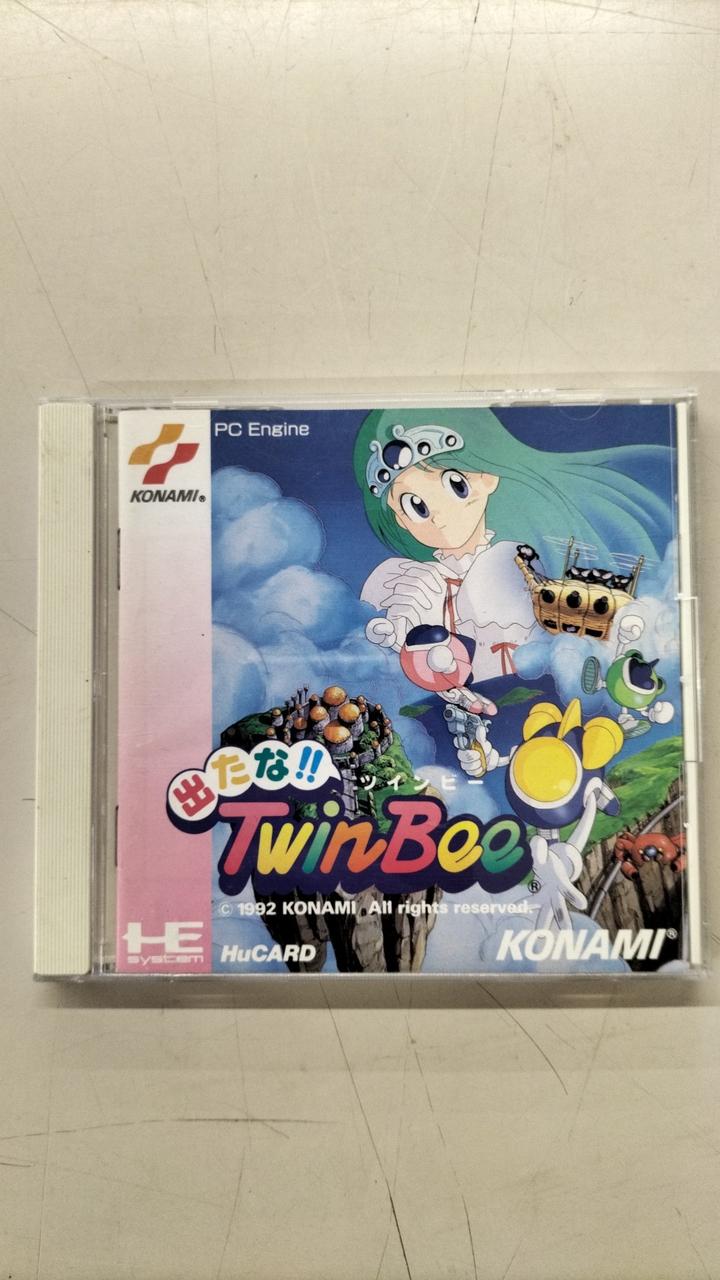 PC Engine
KONAMI®
出たな!!
ツインビー
TwinBee®
© 1992 KONAMI All rights reserved.
HE
system
HuCARD
KONAMI®